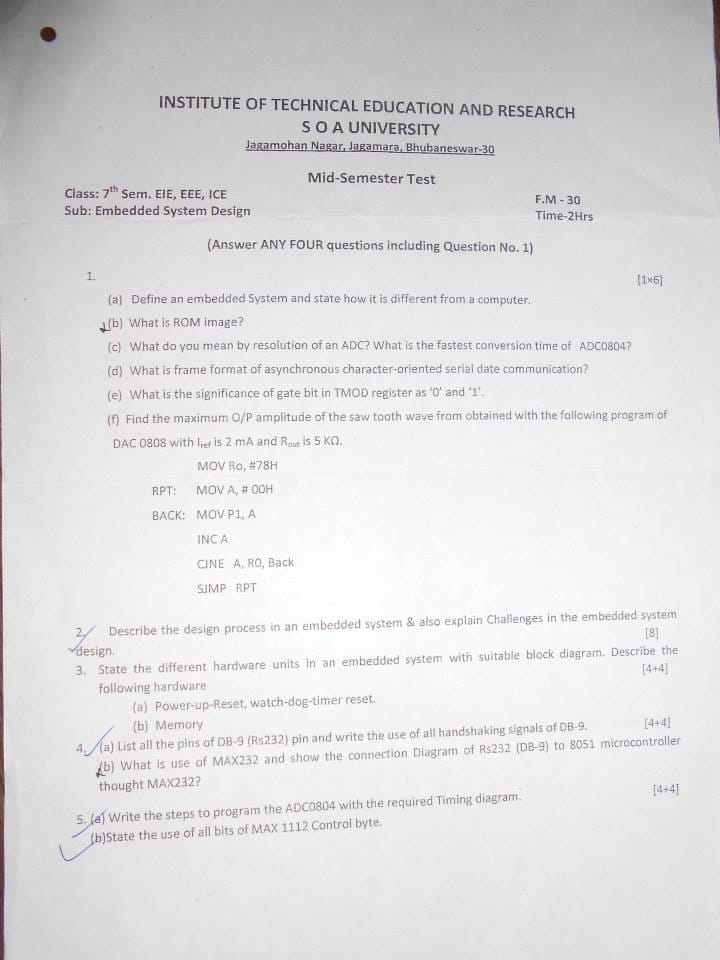 INSTITUTE OF TECHNICAL EDUCATION AND RESEARCH
S O A UNIVERSITY
Jagamohan Nagar, Jagamara, Bhubaneswar-30
Mid-Semester Test
Class: 7th Sem. EIE, EEE, ICE
F.M - 30
Sub: Embedded System Design
Time-2Hrs
(Answer ANY FOUR questions including Question No. 1)
1. [1×6]
(a) Define an embedded System and state how it is different from a computer.
(b) What is ROM image?
(c) What do you mean by resolution of an ADC? What is the fastest conversion time of ADC0804?
(d) What is frame format of asynchronous character-oriented serial date communication?
(e) What is the significance of gate bit in TMOD register as '0' and '1'.
(f) Find the maximum O/P amplitude of the saw tooth wave from obtained with the following program of
DAC 0808 with Iref is 2 mA and Rout is 5 KΩ.
MOV Ro, #78H
RPT: MOV A, # 00H
BACK: MOV P1, A
INC A
CJNE A, R0, Back
SJMP RPT
2. Describe the design process in an embedded system & also explain Challenges in the embedded system
design. [8]
3. State the different hardware units in an embedded system with suitable block diagram. Describe the
following hardware [4+4]
(a) Power-up-Reset, watch-dog-timer reset.
(b) Memory
4. (a) List all the pins of DB-9 (Rs232) pin and write the use of all handshaking signals of DB-9. [4+4]
(b) What is use of MAX232 and show the connection Diagram of Rs232 (DB-9) to 8051 microcontroller
thought MAX232?
5. (a) Write the steps to program the ADC0804 with the required Timing diagram. [4+4]
(b)State the use of all bits of MAX 1112 Control byte.